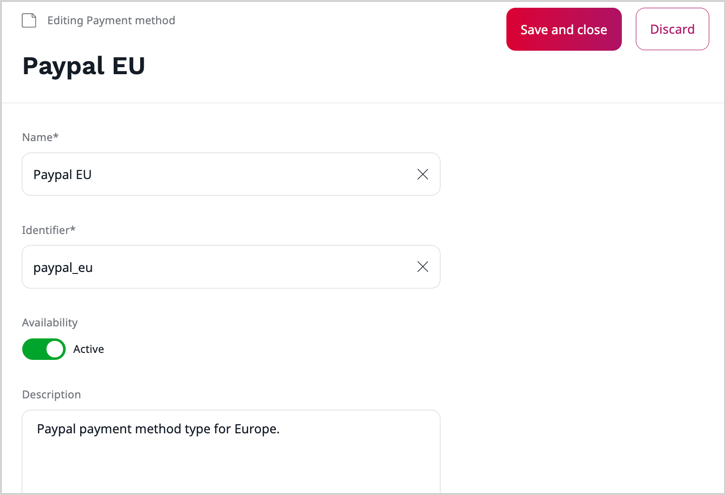 Editing Payment method
Save and close
Discard
Paypal EU
Name*
Paypal EU
Identifier*
paypal_eu
Availability
Active
Description
Paypal payment method type for Europe.